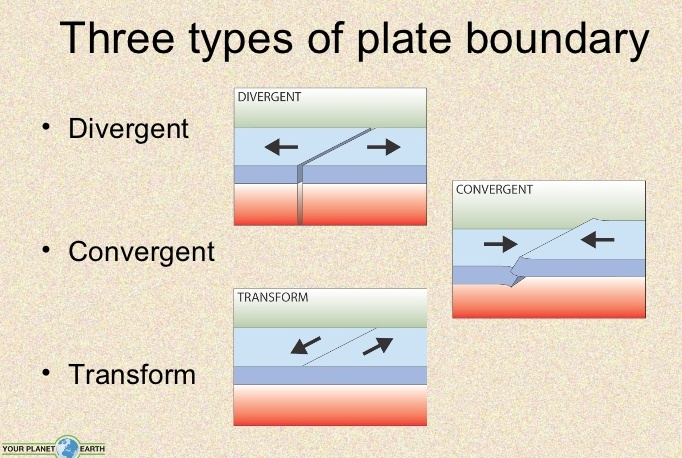 Three types of plate boundary
• Divergent
DIVERGENT
CONVERGENT
• Convergent
TRANSFORM
• Transform
YOUR PLANET EARTH